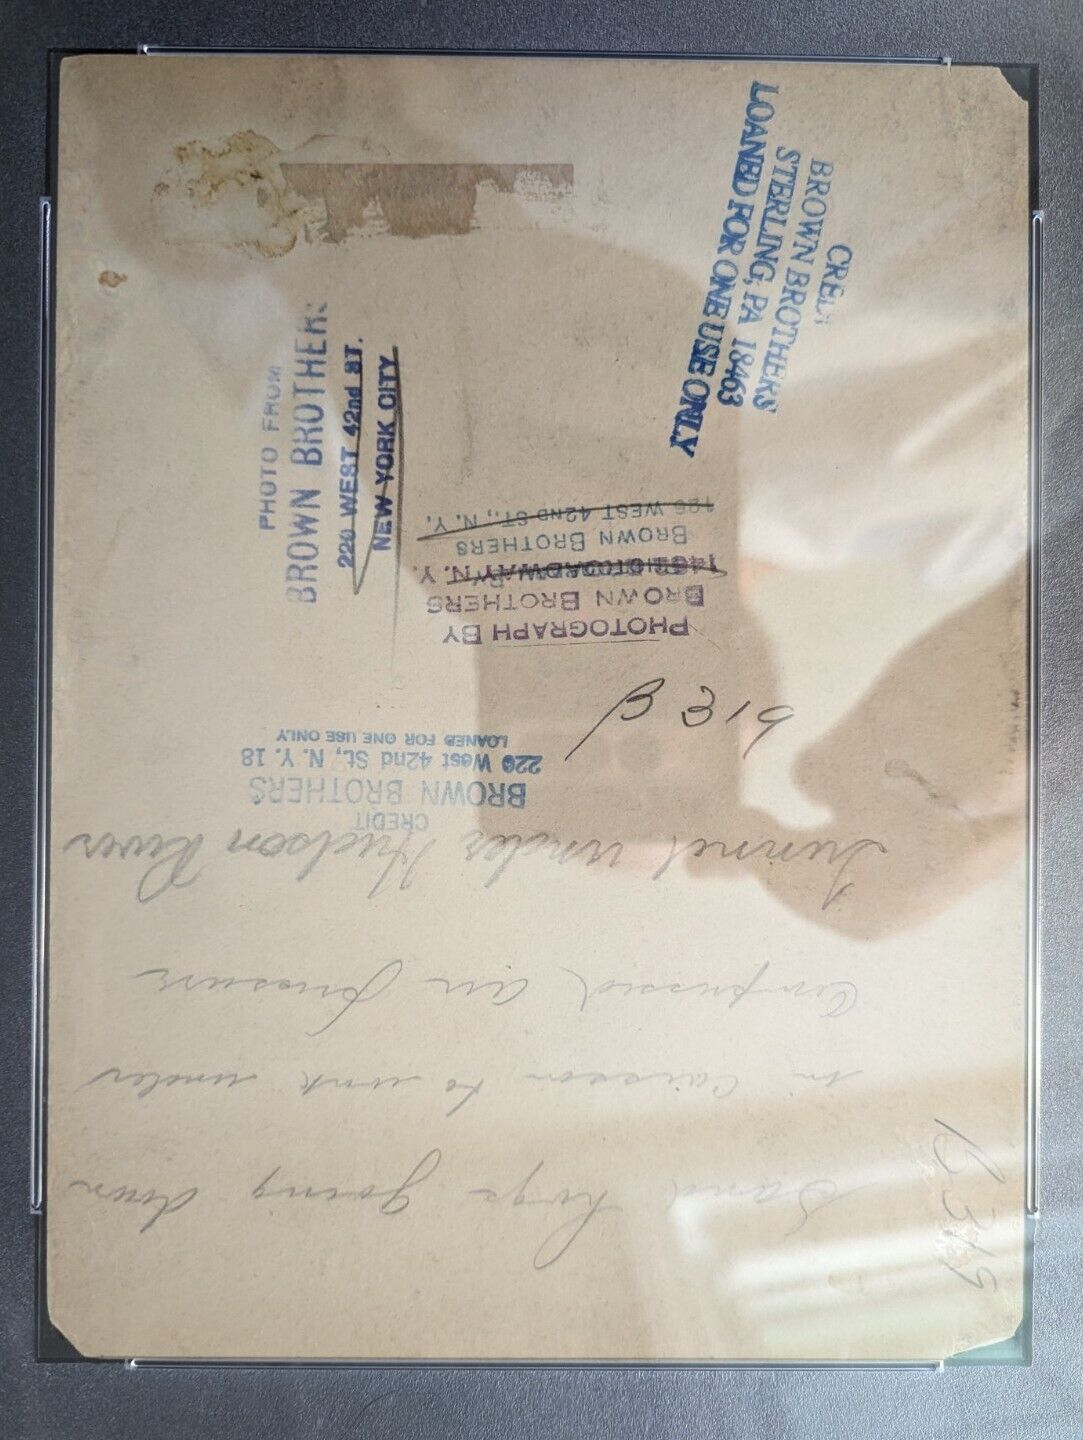 Sand hogs going down
in Caisson to work under
Compressed air pressure
Tunnel under Hudson River
B319
CREDIT
BROWN BROTHERS
220 West 42nd St., N. Y. 18
LOANED FOR ONE USE ONLY
B 319
PHOTOGRAPH BY
BROWN BROTHERS
BROADWAY N.Y.
BROWN BROTHERS
126 WEST 42ND ST., N. Y.
PHOTO FROM
BROWN BROTHERS
220 WEST 42nd ST.
NEW YORK CITY
BROWN BROTHERS
STERLING, PA 18463
LOANED FOR ONE USE ONLY